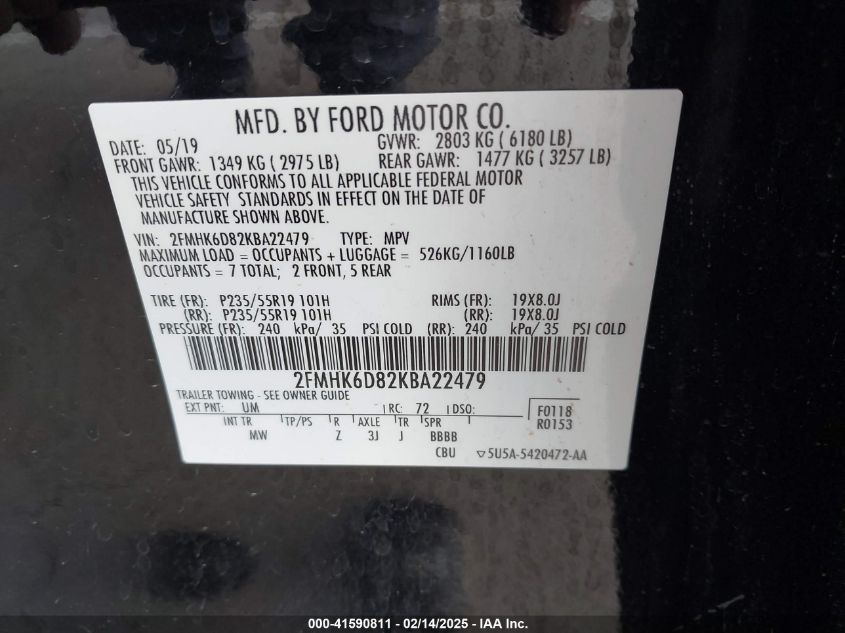 MFD. BY FORD MOTOR CO.
DATE: 05/19 GVWR: 2803 KG ( 6180 LB)
FRONT GAWR: 1349 KG ( 2975 LB) REAR GAWR: 1477 KG ( 3257 LB)
THIS VEHICLE CONFORMS TO ALL APPLICABLE FEDERAL MOTOR
VEHICLE SAFETY STANDARDS IN EFFECT ON THE DATE OF
MANUFACTURE SHOWN ABOVE.
VIN: 2FMHK6D82KBA22479 TYPE: MPV
MAXIMUM LOAD = OCCUPANTS + LUGGAGE = 526KG/1160LB
OCCUPANTS = 7 TOTAL; 2 FRONT, 5 REAR
TIRE (FR): P235/55R19 101H RIMS (FR): 19X8.0J
(RR): P235/55R19 101H (RR): 19X8.0J
PRESSURE (FR): 240 kPa/ 35 PSI COLD (RR): 240 kPa/ 35 PSI COLD
2FMHK6D82KBA22479
TRAILER TOWING - SEE OWNER GUIDE
EXT PNT: UM RC: 72 DSO: F0118
INT TR TP/PS R AXLE TR SPR R0153
MW Z 3J J BBBB
CBU ▽5U5A-5420472-AA
000-41590811 - 02/14/2025 - IAA Inc.